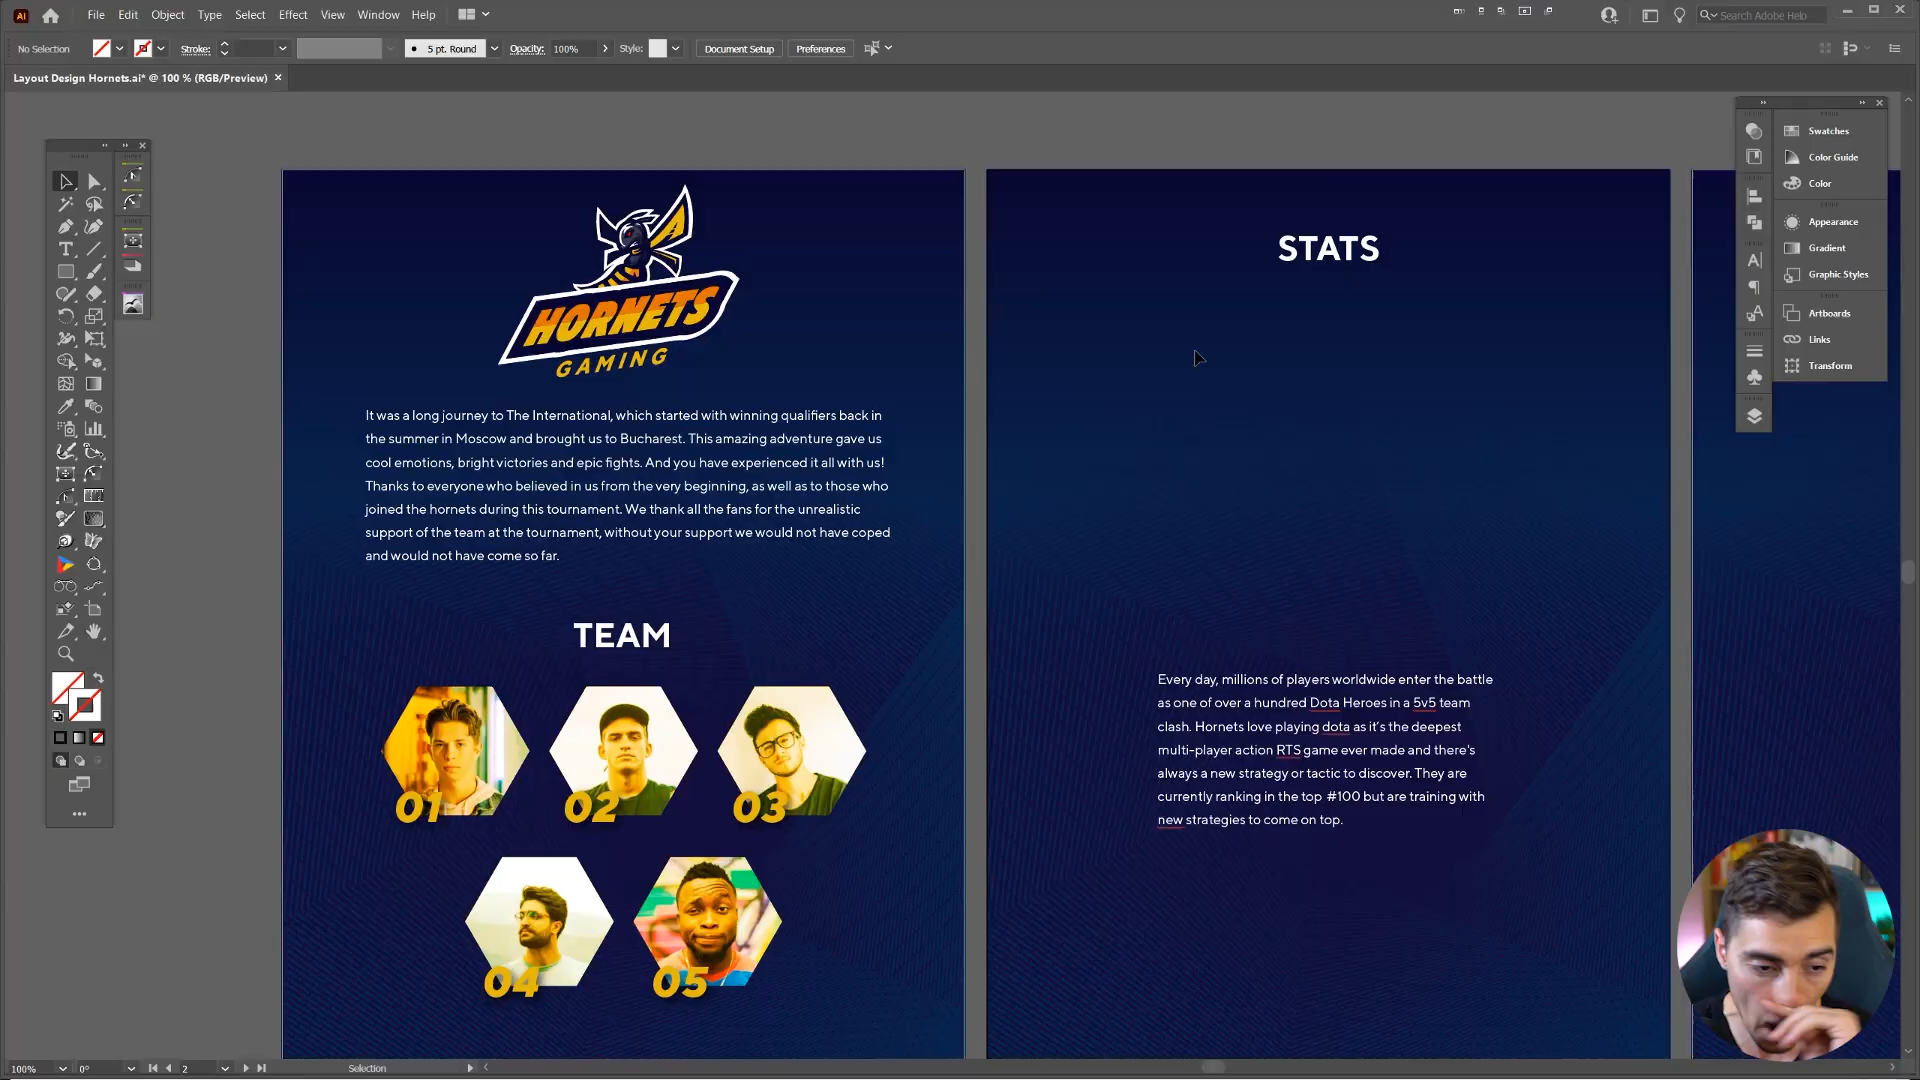 Ai
File Edit Object Type Select Effect View Window Help
Search Adobe Help
No Selection
Stroke:
5 pt. Round
Opacity: 100%
Style:
Document Setup
Preferences
Layout Design Hornets.ai* @ 100 % (RGB/Preview)
HORNETS
GAMING
It was a long journey to The International, which started with winning qualifiers back in
the summer in Moscow and brought us to Bucharest. This amazing adventure gave us
cool emotions, bright victories and epic fights. And you have experienced it all with us!
Thanks to everyone who believed in us from the very beginning, as well as to those who
joined the hornets during this tournament. We thank all the fans for the unrealistic
support of the team at the tournament, without your support we would not have coped
and would not have come so far.
TEAM
01
02
03
04
05
STATS
Every day, millions of players worldwide enter the battle
as one of over a hundred Dota Heroes in a 5v5 team
clash. Hornets love playing dota as it's the deepest
multi-player action RTS game ever made and there's
always a new strategy or tactic to discover. They are
currently ranking in the top #100 but are training with
new strategies to come on top.
Swatches
Color Guide
Color
Appearance
Gradient
Graphic Styles
Artboards
Links
Transform
100%
0°
2
Selection